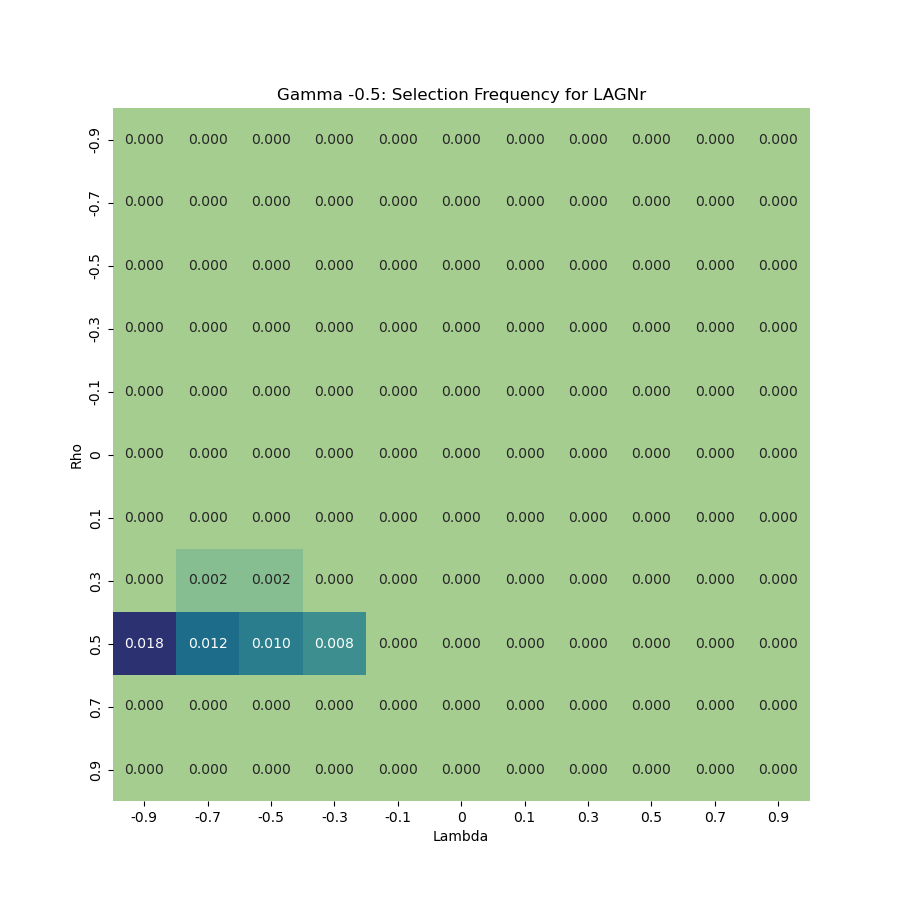 Gamma -0.5: Selection Frequency for LAGNr
-0.9 0.000 0.000 0.000 0.000 0.000 0.000 0.000 0.000 0.000 0.000 0.000
-0.7 0.000 0.000 0.000 0.000 0.000 0.000 0.000 0.000 0.000 0.000 0.000
-0.5 0.000 0.000 0.000 0.000 0.000 0.000 0.000 0.000 0.000 0.000 0.000
-0.3 0.000 0.000 0.000 0.000 0.000 0.000 0.000 0.000 0.000 0.000 0.000
-0.1 0.000 0.000 0.000 0.000 0.000 0.000 0.000 0.000 0.000 0.000 0.000
Rho
0 0.000 0.000 0.000 0.000 0.000 0.000 0.000 0.000 0.000 0.000 0.000
0.1 0.000 0.000 0.000 0.000 0.000 0.000 0.000 0.000 0.000 0.000 0.000
0.3 0.000 0.002 0.002 0.000 0.000 0.000 0.000 0.000 0.000 0.000 0.000
0.5 0.018 0.012 0.010 0.008 0.000 0.000 0.000 0.000 0.000 0.000 0.000
0.7 0.000 0.000 0.000 0.000 0.000 0.000 0.000 0.000 0.000 0.000 0.000
0.9 0.000 0.000 0.000 0.000 0.000 0.000 0.000 0.000 0.000 0.000 0.000
-0.9 -0.7 -0.5 -0.3 -0.1 0 0.1 0.3 0.5 0.7 0.9
Lambda